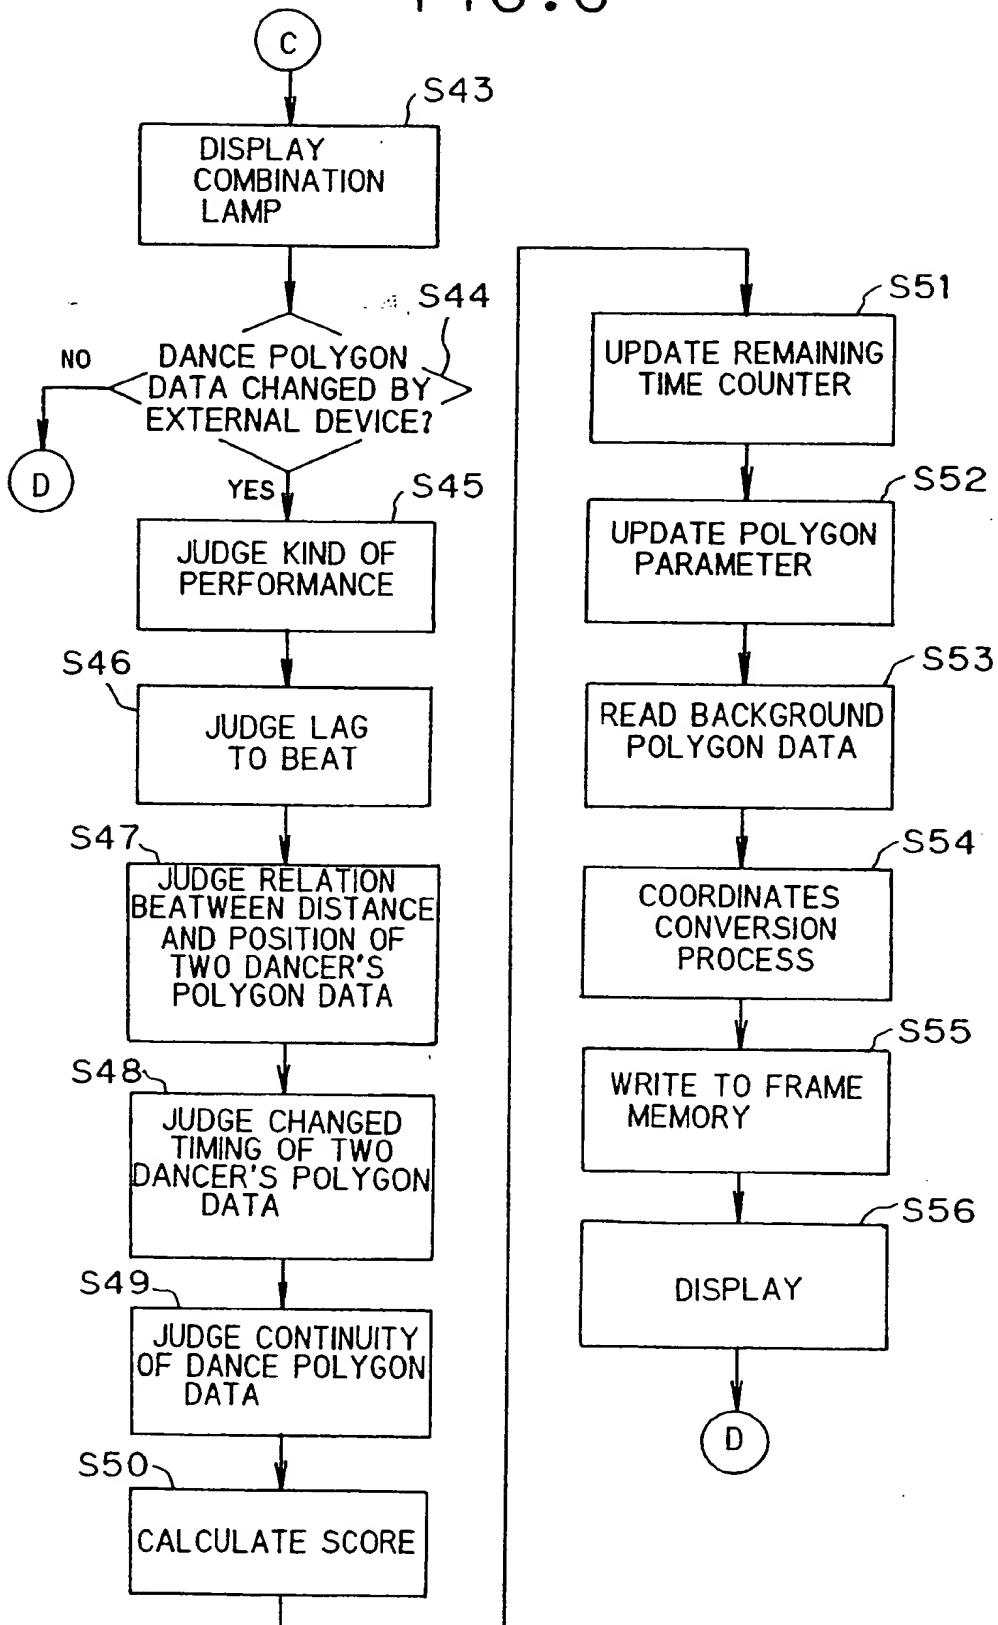 C
S43
DISPLAY
COMBINATION
LAMP
S44
DANCE POLYGON
DATA CHANGED BY
EXTERNAL DEVICE?
NO
D
YES
S45
JUDGE KIND OF
PERFORMANCE
S46
JUDGE LAG
TO BEAT
S47
JUDGE RELATION
BEATWEEN DISTANCE
AND POSITION OF
TWO DANCER'S
POLYGON DATA
S48
JUDGE CHANGED
TIMING OF TWO
DANCER'S POLYGON
DATA
S49
JUDGE CONTINUITY
OF DANCE POLYGON
DATA
S50
CALCULATE SCORE
S51
UPDATE REMAINING
TIME COUNTER
S52
UPDATE POLYGON
PARAMETER
S53
READ BACKGROUND
POLYGON DATA
S54
COORDINATES
CONVERSION
PROCESS
S55
WRITE TO FRAME
MEMORY
S56
DISPLAY
D